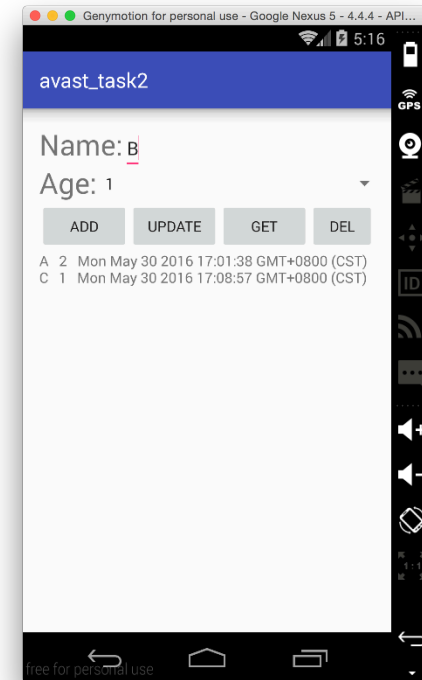 Genymotion for personal use - Google Nexus 5 - 4.4.4 - API...
5:16
avast_task2
GPS
Name: B
Age: 1
ADD UPDATE GET DEL
A 2 Mon May 30 2016 17:01:38 GMT+0800 (CST)
C 1 Mon May 30 2016 17:08:57 GMT+0800 (CST)
ID
1:1
free for personal use